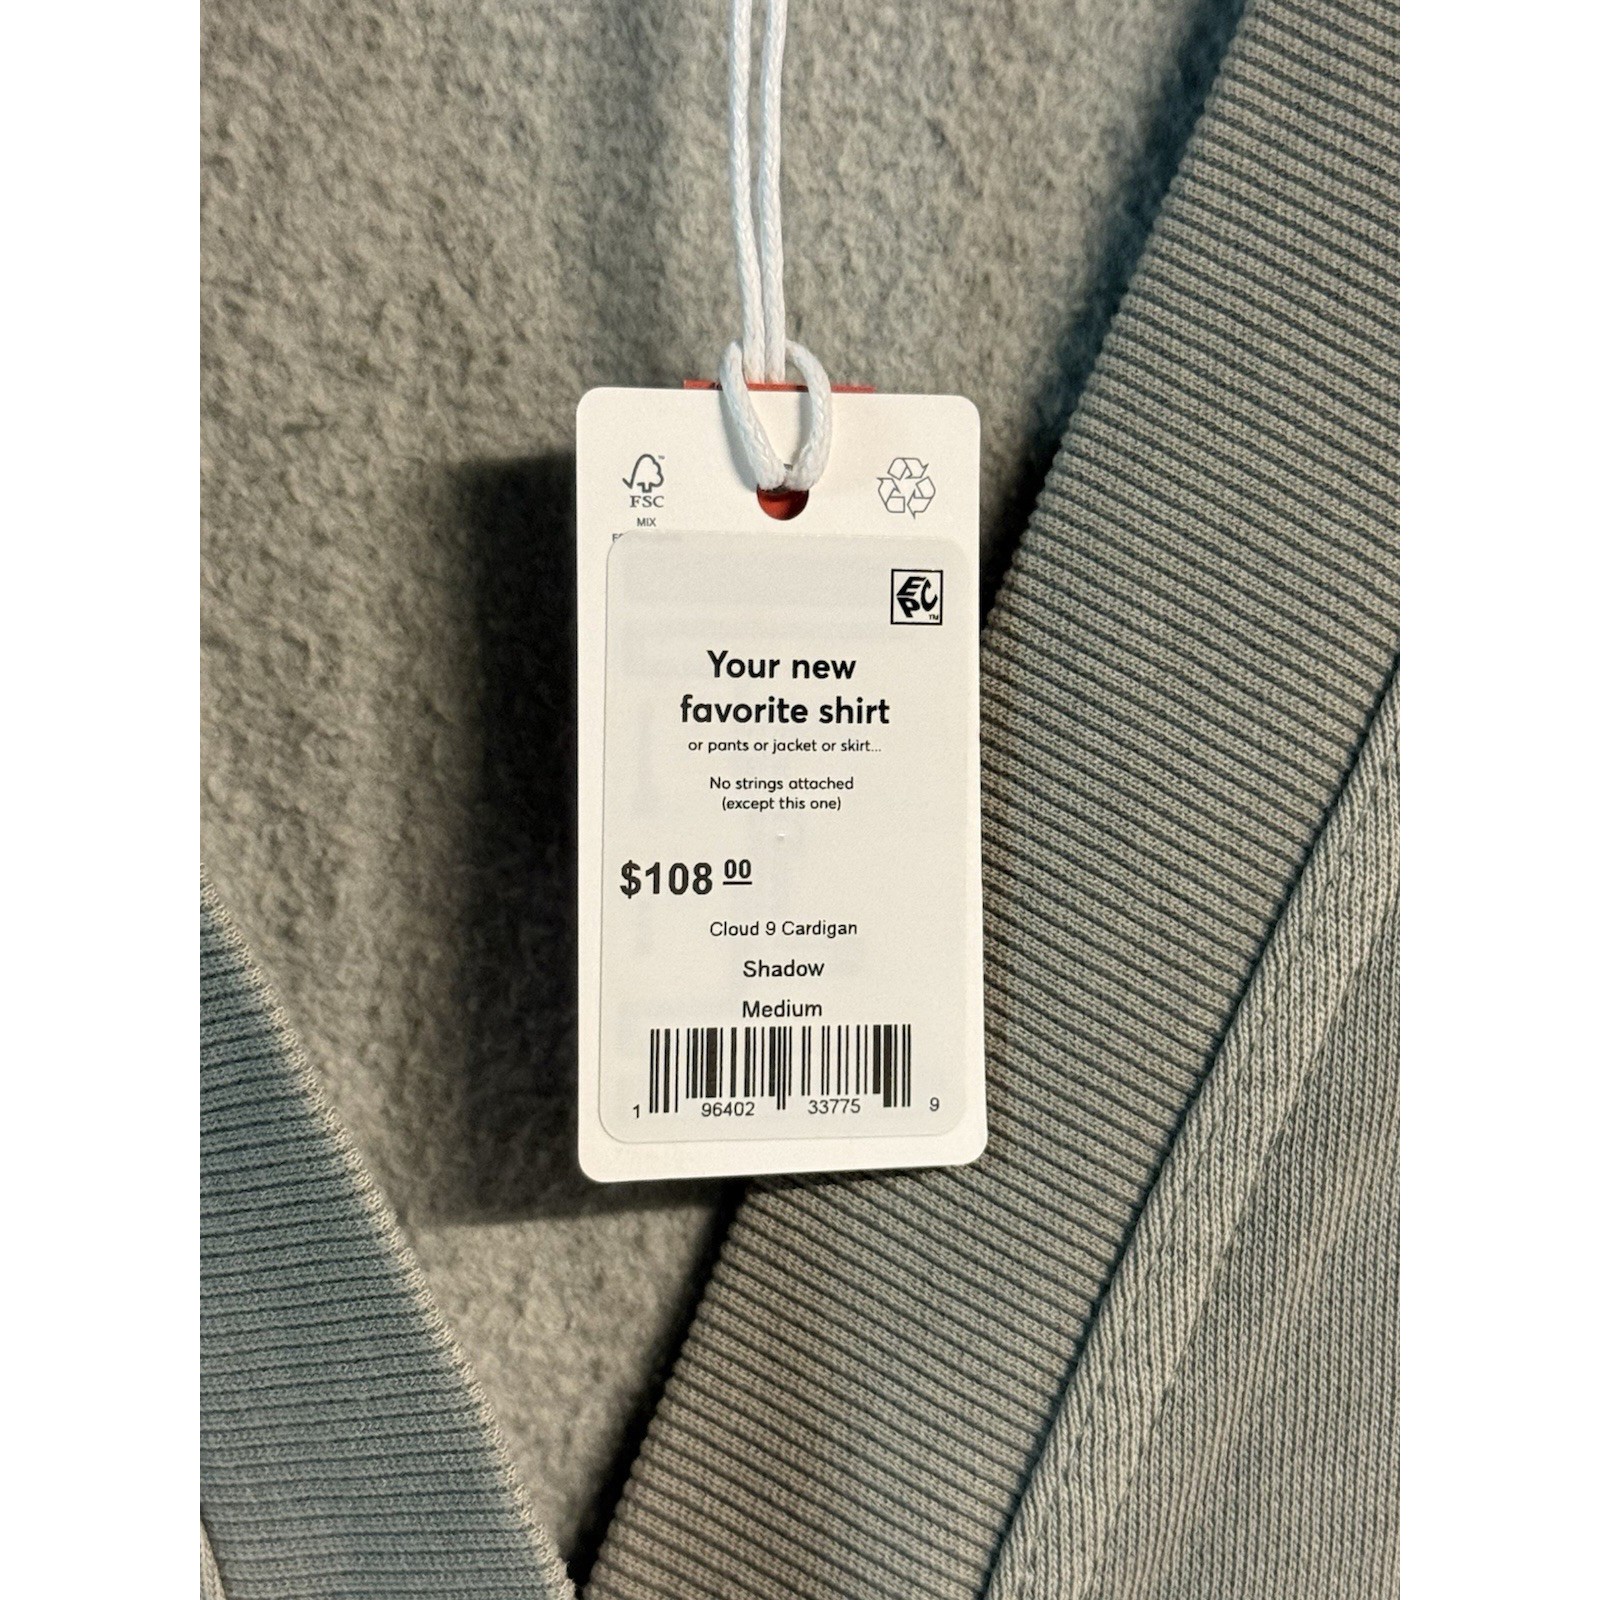 FSC
MIX
EPC
Your new
favorite shirt
or pants or jacket or skirt...
No strings attached
(except this one)
$108 00
Cloud 9 Cardigan
Shadow
Medium
1 96402 33775 9